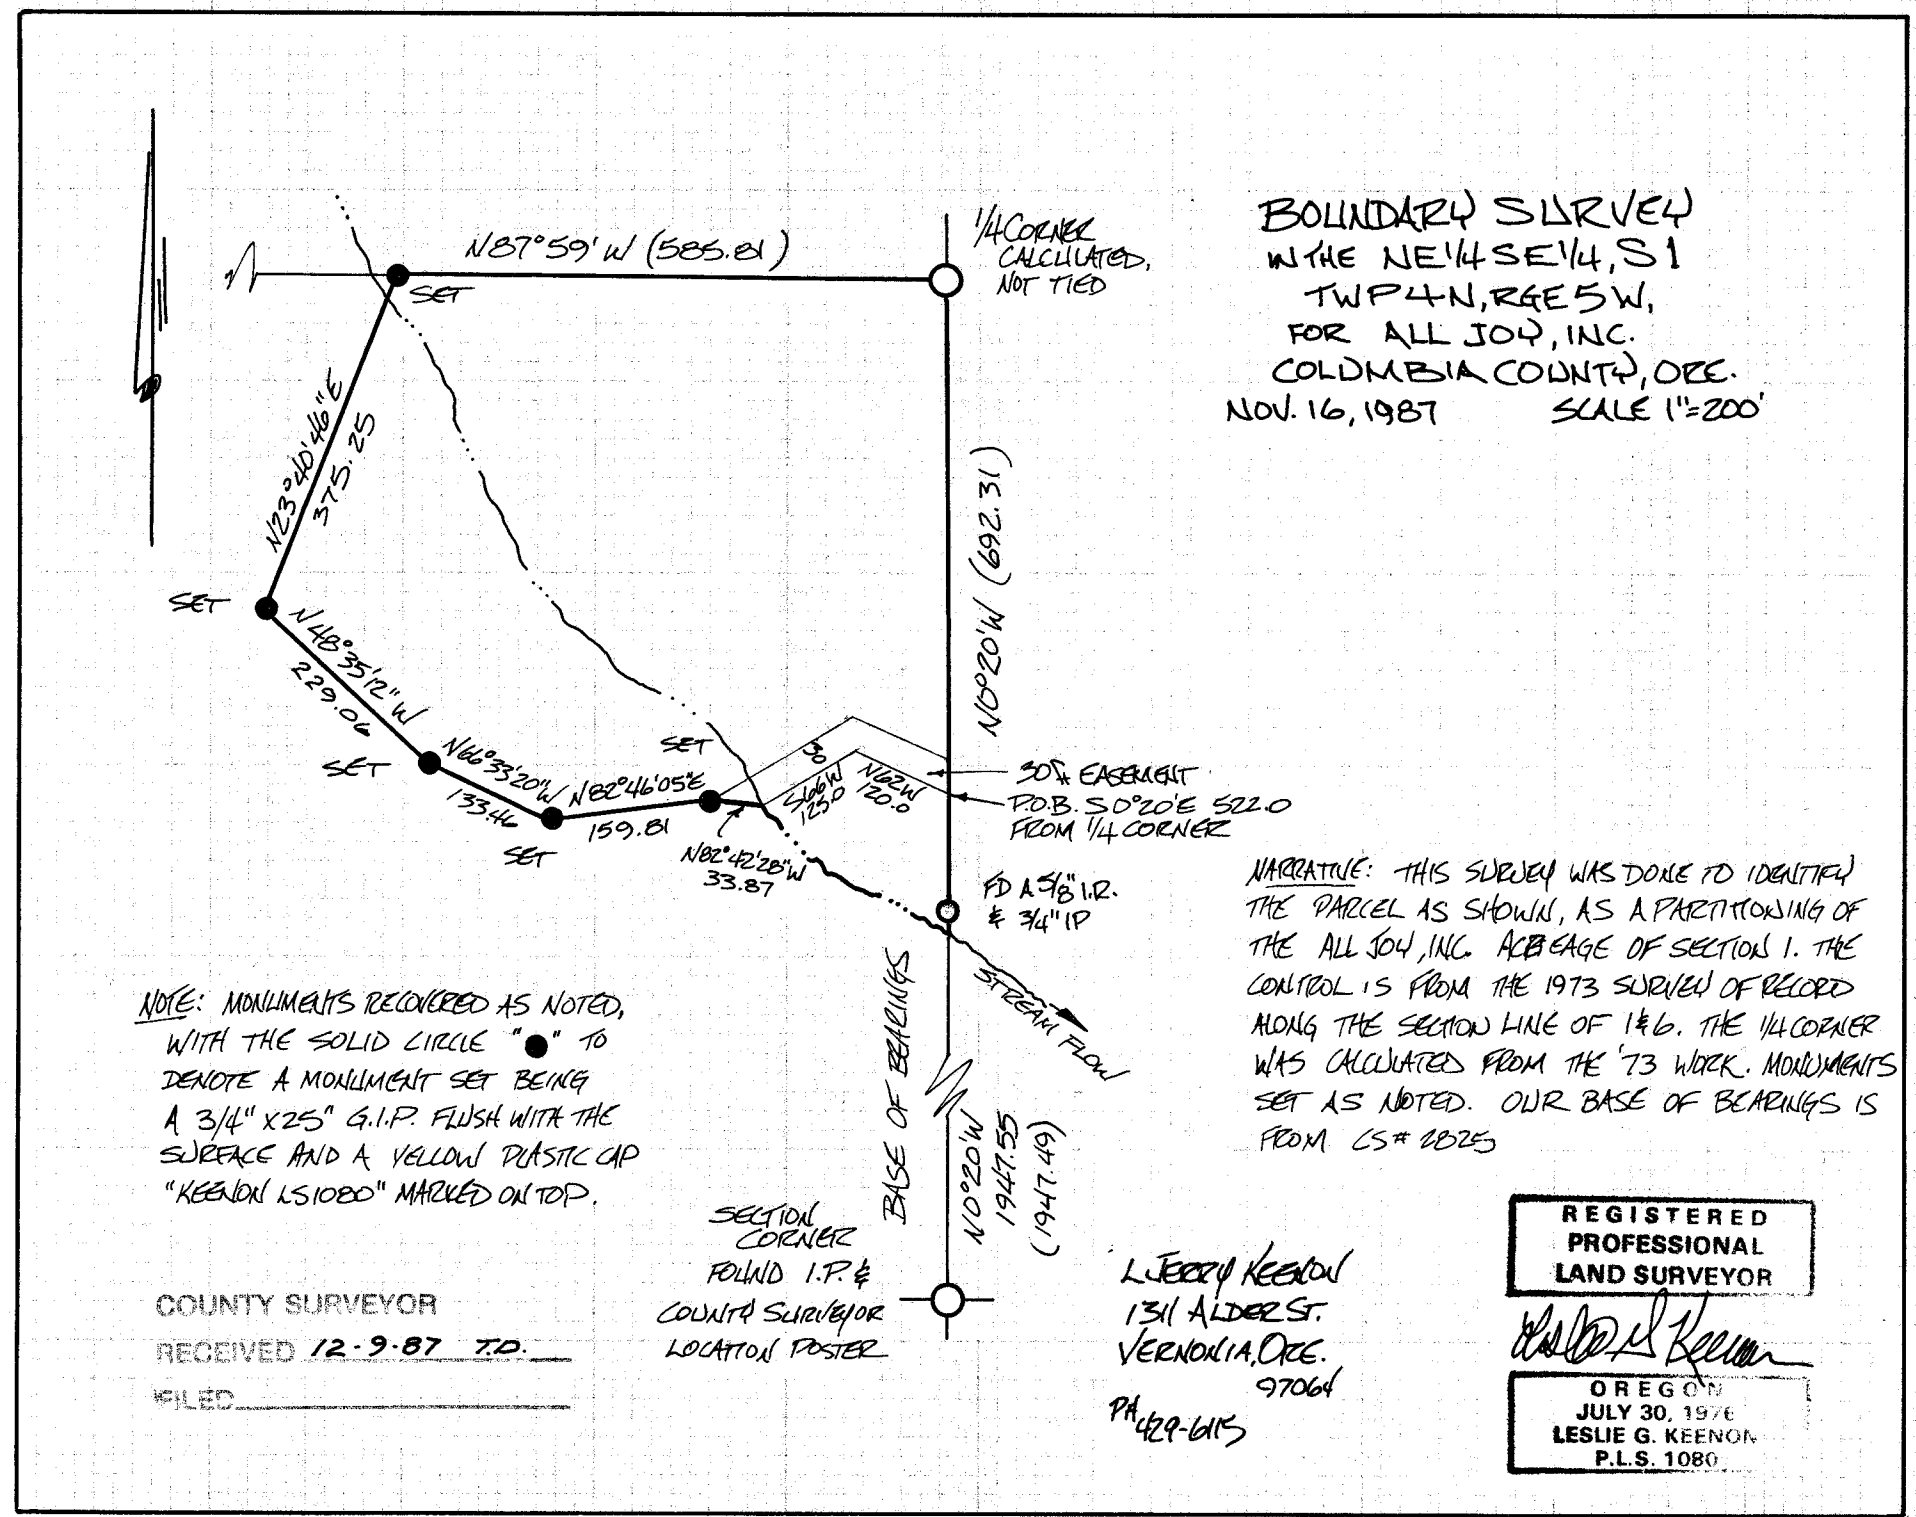 BOUNDARY SURVEY
IN THE NE1/4 SE1/4, S1
TWP 4N, RGE 5W,
FOR ALL JOY, INC.
COLUMBIA COUNTY, ORE.
NOV. 16, 1987 SCALE 1"=200'
N87°59'W (585.81)
SET
1/4 CORNER
CALCULATED,
NOT TIED
N23°40'46"E
375.25
N0°20'W (692.31)
SET
N48°35'12"W
229.06
SET
N66°33'20"W
133.46
SET
N82°46'05"E
159.81
SET
N82°42'28"W
33.87
30
S66W
125.0
N62W
120.0
30ft EASEMENT
P.O.B. S0°20'E 522.0
FROM 1/4 CORNER
FD A 5/8" I.R.
& 3/4" IP
STREAM FLOW
BASE OF BEARINGS
N0°20'W
1947.55
(1947.49)
NOTE: MONUMENTS RECOVERED AS NOTED,
WITH THE SOLID CIRCLE "●" TO
DENOTE A MONUMENT SET BEING
A 3/4" X25" G.I.P. FLUSH WITH THE
SURFACE AND A YELLOW PLASTIC CAP
"KEENON LS1080" MARKED ON TOP.
NARRATIVE: THIS SURVEY WAS DONE TO IDENTIFY
THE PARCEL AS SHOWN, AS A PARTITIONING OF
THE ALL JOY, INC. ACREAGE OF SECTION 1. THE
CONTROL IS FROM THE 1973 SURVEY OF RECORD
ALONG THE SECTION LINE OF 1&6. THE 1/4 CORNER
WAS CALCULATED FROM THE '73 WORK. MONUMENTS
SET AS NOTED. OUR BASE OF BEARINGS IS
FROM CS# 2825
SECTION
CORNER
FOUND I.P. &
COUNTY SURVEYOR
LOCATION POSTER
L JERRY KEENON
1311 ALDER ST.
VERNONIA, ORE.
97064
PH 429-6115
COUNTY SURVEYOR
RECEIVED 12-9-87 T.D.
FILED
REGISTERED
PROFESSIONAL
LAND SURVEYOR
Leslie G Keenon
OREGON
JULY 30, 1976
LESLIE G. KEENON
P.L.S. 1080